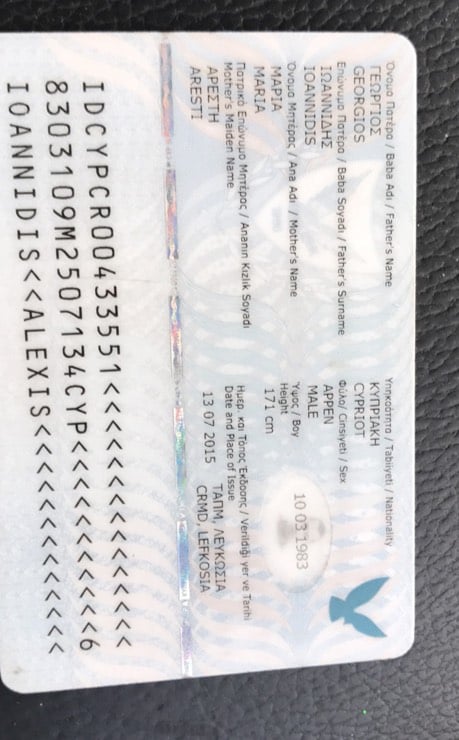 Όνομα Πατέρα / Baba Adı / Father's Name
ΓΕΩΡΓΙΟΣ
GEORGIOS
Επώνυμο Πατέρα / Baba Soyadı / Father's Surname
ΙΩΑΝΝΙΔΗΣ
IOANNIDIS
Όνομα Μητέρας / Ana Adı / Mother's Name
ΜΑΡΙΑ
MARIA
Πατρικό Επώνυμο Μητέρας / Ananın Kızlık Soyadı
Mother's Maiden Name
ΑΡΕΣΤΗ
ARESTI
Υπηκοότητα / Tabiiyeti / Nationality
ΚΥΠΡΙΑΚΗ
CYPRIOT
Φύλο/ Cinsiyeti / Sex
ΑΡΡΕΝ
MALE
Ύψος / Boy
Height
171 cm
10 03 1983
Ημερ. και Τόπος Έκδοσης / Verildiği yer ve Tarihi
Date and Place of Issue
13 07 2015 ΤΑΠΜ, ΛΕΥΚΩΣΙΑ
CRMD, LEFKOSIA
IDCYPCR00433551<<<<<<<<<<<<<<<
8303109M2507134CYP<<<<<<<<<<<6
IOANNIDIS<<ALEXIS<<<<<<<<<<<<<